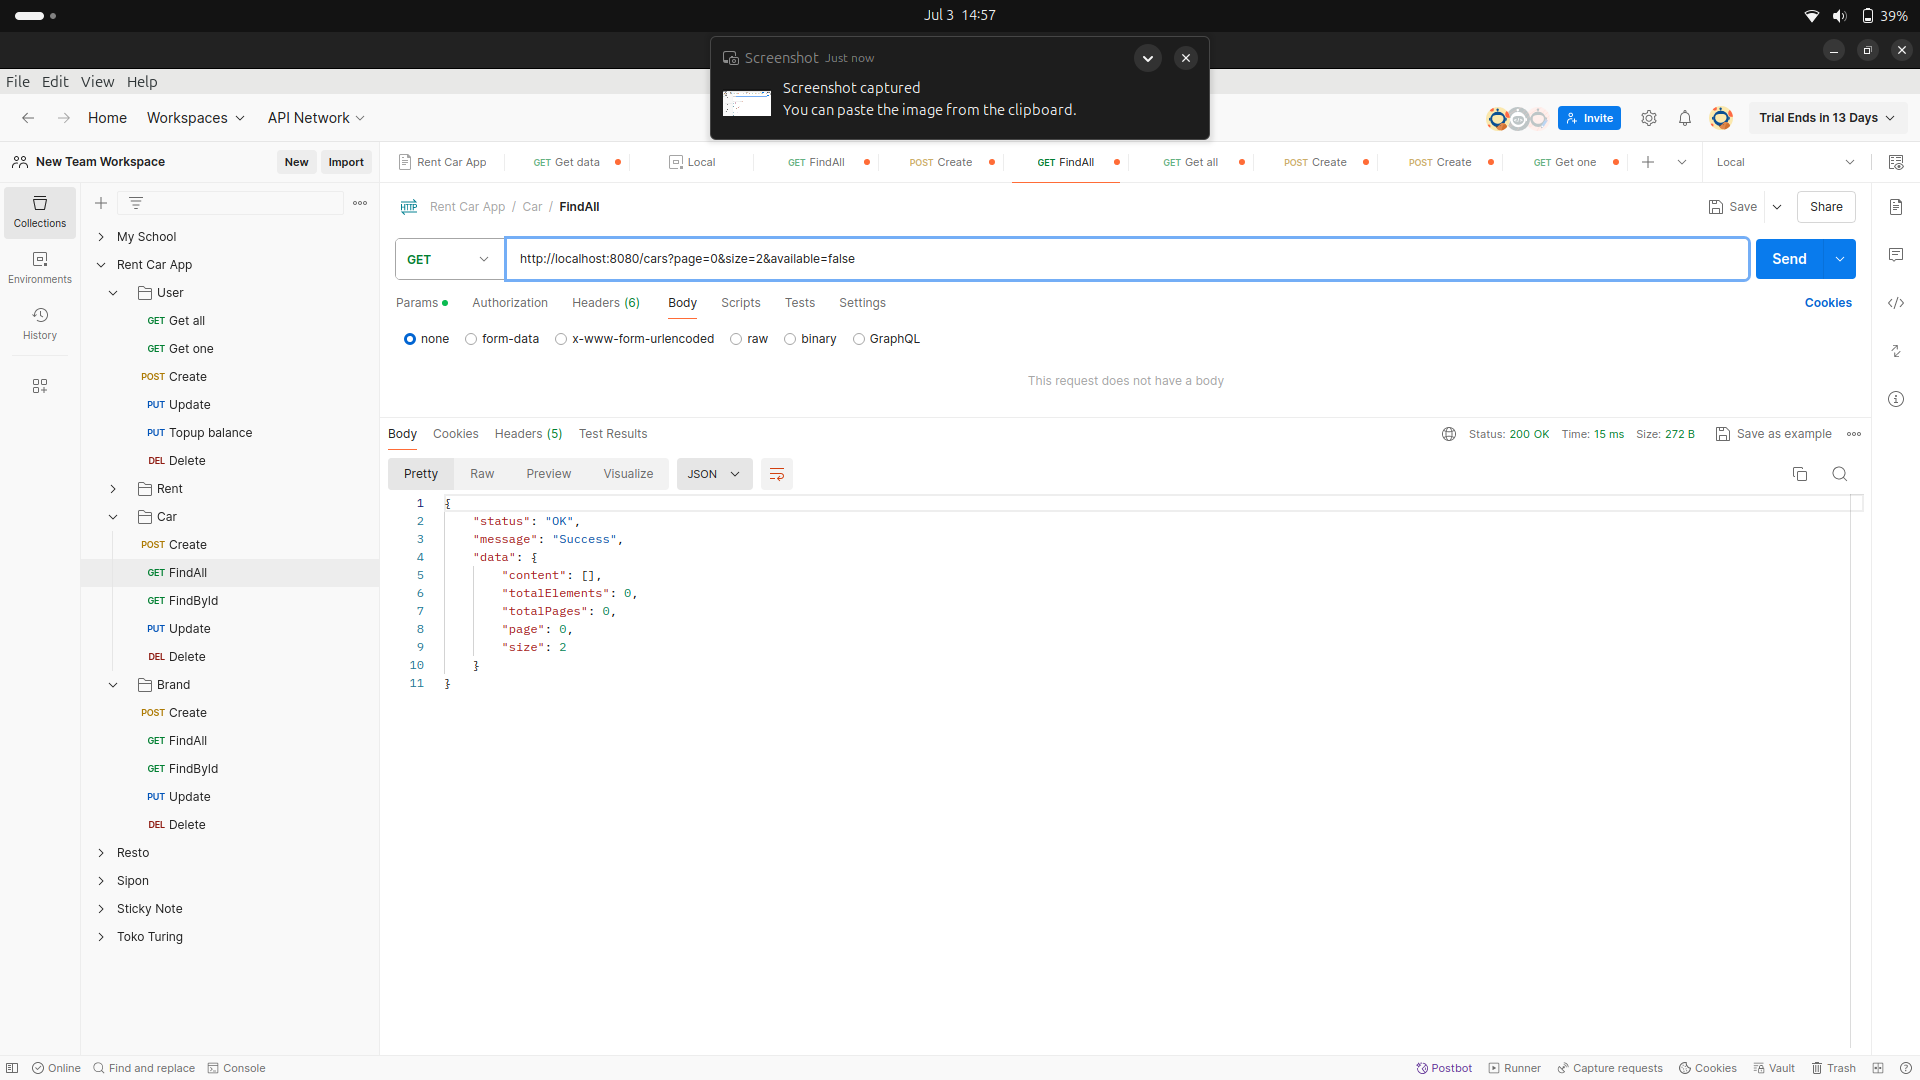 Jul 3 14:57
39%
Screenshot Just now
Screenshot captured
You can paste the image from the clipboard.
File Edit View Help
Home Workspaces API Network
Invite
Trial Ends in 13 Days
New Team Workspace
New Import
Rent Car App
GET Get data
Local
GET FindAll
POST Create
GET FindAll
GET Get all
POST Create
POST Create
GET Get one
Local
Collections
Environments
History
My School
Rent Car App
User
GET Get all
GET Get one
POST Create
PUT Update
PUT Topup balance
DEL Delete
Rent
Car
POST Create
GET FindAll
GET FindById
PUT Update
DEL Delete
Brand
POST Create
GET FindAll
GET FindById
PUT Update
DEL Delete
Resto
Sipon
Sticky Note
Toko Turing
HTTP Rent Car App / Car / FindAll
Save Share
GET http://localhost:8080/cars?page=0&size=2&available=false Send
Params Authorization Headers (6) Body Scripts Tests Settings Cookies
none form-data x-www-form-urlencoded raw binary GraphQL
This request does not have a body
Body Cookies Headers (5) Test Results
Status: 200 OK Time: 15 ms Size: 272 B Save as example
Pretty Raw Preview Visualize JSON
1 {
2 "status": "OK",
3 "message": "Success",
4 "data": {
5 "content": [],
6 "totalElements": 0,
7 "totalPages": 0,
8 "page": 0,
9 "size": 2
10 }
11 }
Online Find and replace Console
Postbot Runner Capture requests Cookies Vault Trash